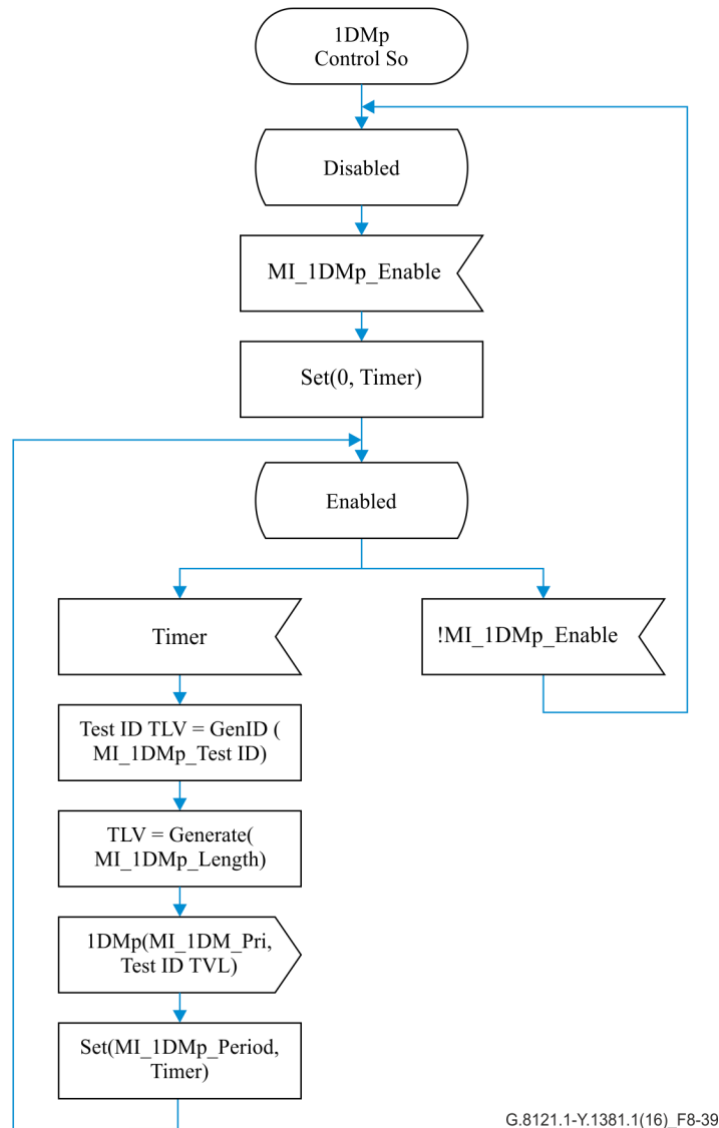 1DMp
Control So
Disabled
MI_1DMp_Enable
Set(0, Timer)
Enabled
Timer
!MI_1DMp_Enable
Test ID TLV = GenID (
MI_1DMp_Test ID)
TLV = Generate(
MI_1DMp_Length)
1DMp(MI_1DM_Pri,
Test ID TVL)
Set(MI_1DMp_Period,
Timer)
G.8121.1-Y.1381.1(16)_F8-39